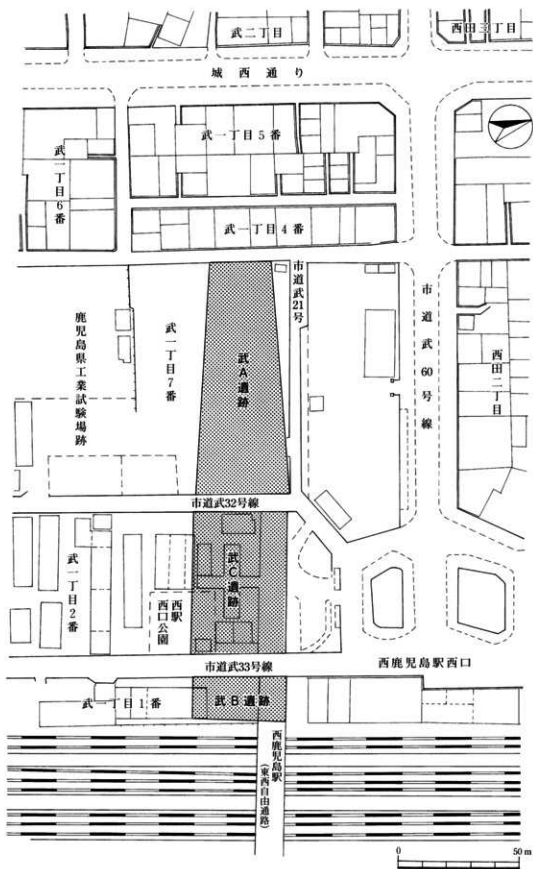 武二丁目
西田三丁目
城西通り
武一丁目5番
武一丁目6番
武一丁目4番
市道武21号
市道武60号線
鹿児島県工業試験場跡
武一丁目7番
武A遺跡
西田二丁目
市道武32号線
武一丁目2番
西駅西口公園
武C遺跡
市道武33号線
西鹿児島駅西口
武一丁目1番
武B遺跡
西鹿児島駅
(東西自由通路)
0
50m